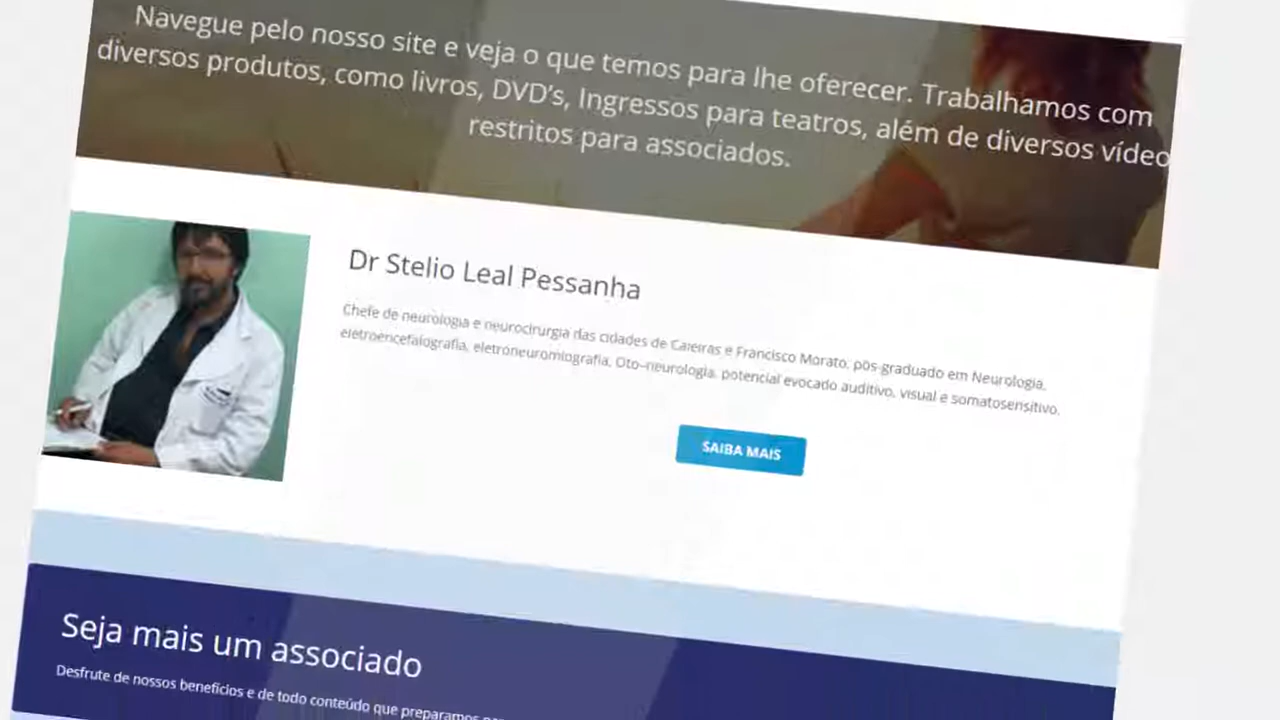 Navegue pelo nosso site e veja o que temos para lhe oferecer. Trabalhamos com
diversos produtos, como livros, DVD's, Ingressos para teatros, além de diversos vídeo
restritos para associados.
Dr Stelio Leal Pessanha
Chefe de neurologia e neurocirurgia das cidades de Caieiras e Francisco Morato, pós-graduado em Neurologia,
eletroencefalografia, eletroneuromiografia, Oto-neurologia, potencial evocado auditivo, visual e somatosensitivo.
SAIBA MAIS
Seja mais um associado
Desfrute de nossos benefícios e de todo conteúdo que preparamos